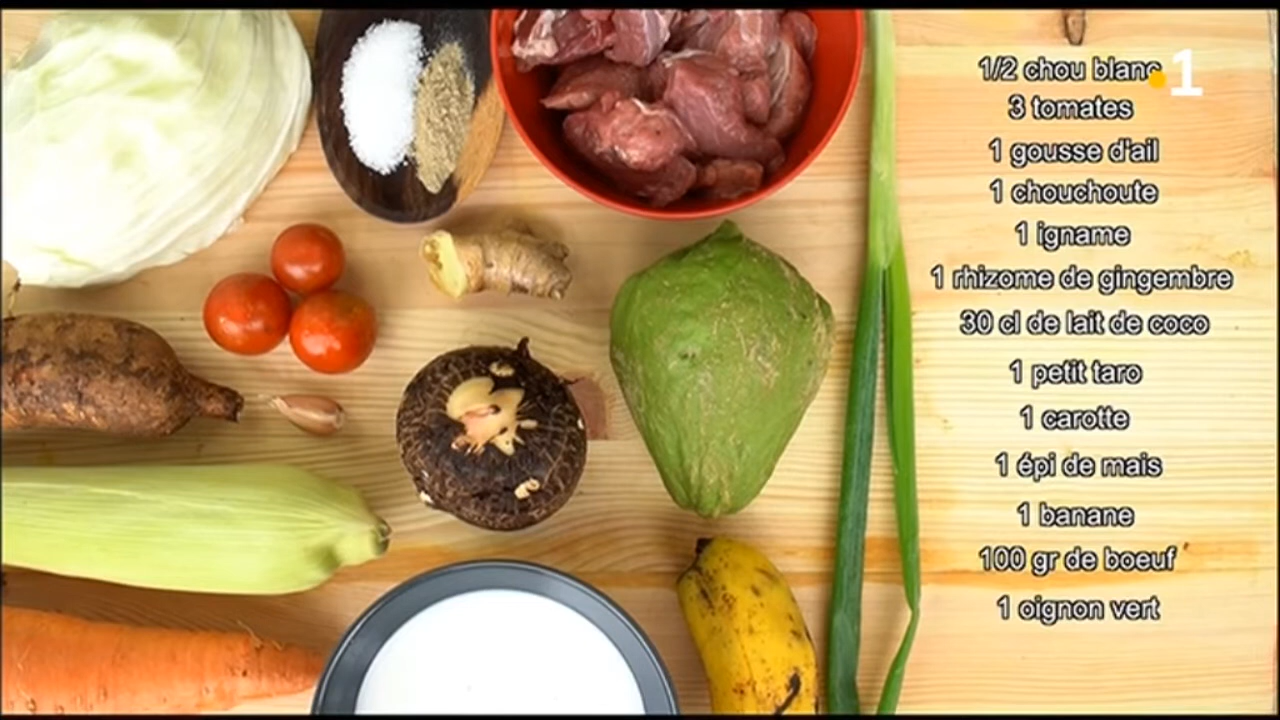 1/2 chou blanc
1
3 tomates
1 gousse d'ail
1 chouchoute
1 igname
1 rhizome de gingembre
30 cl de lait de coco
1 petit taro
1 carotte
1 épi de mais
1 banane
100 gr de boeuf
1 oignon vert